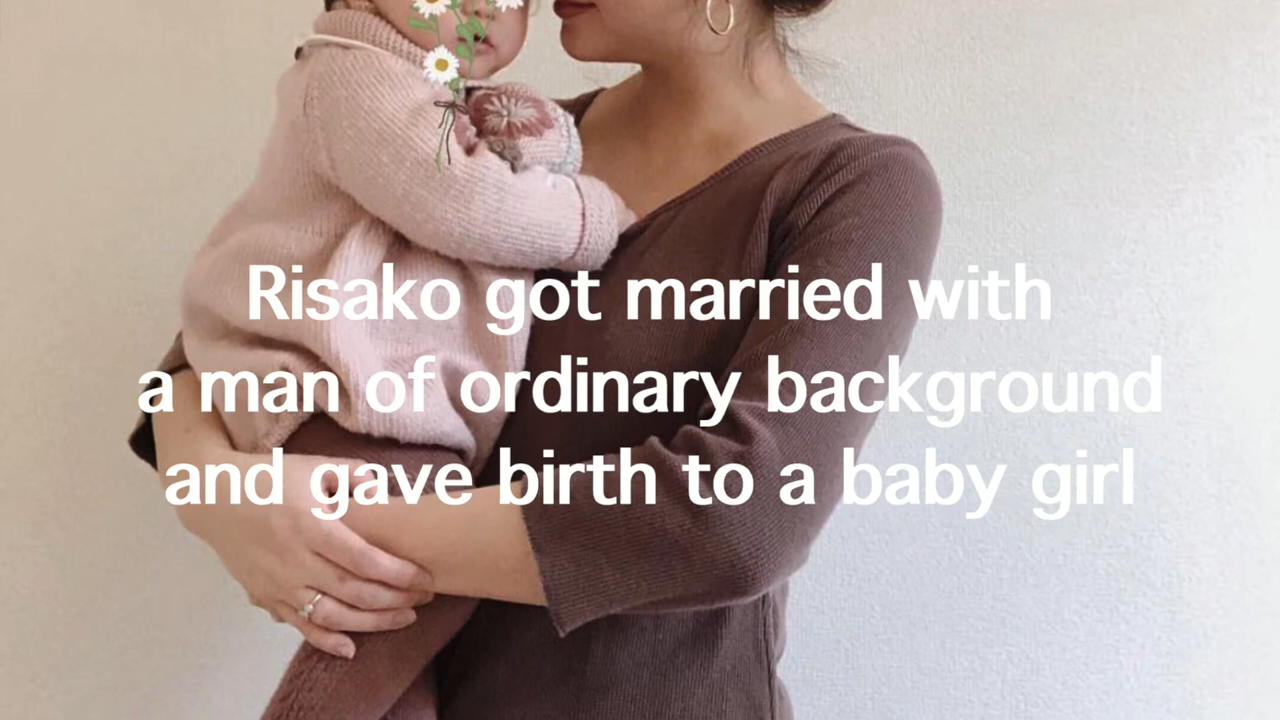 Risako got married with
a man of ordinary background
and gave birth to a baby girl